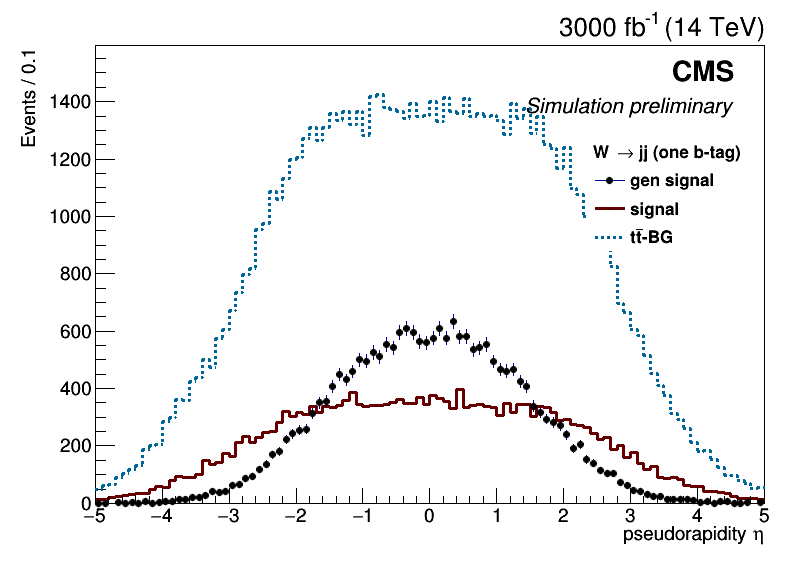 3000 fb⁻¹ (14 TeV)
Events / 0.1
CMS
Simulation preliminary
W → jj (one b-tag)
gen signal
signal
tt̄-BG
1400
1200
1000
800
600
400
200
0
−5 −4 −3 −2 −1 0 1 2 3 4 5
pseudorapidity η